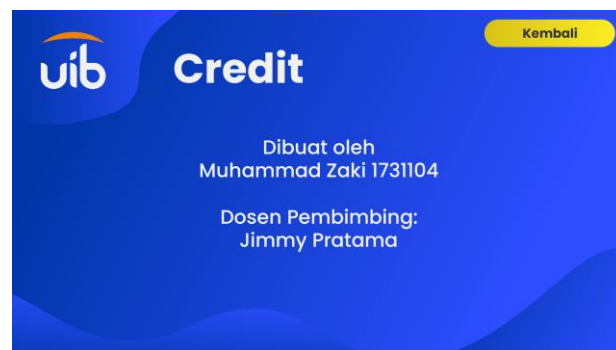 uib
Credit
Kembali
Dibuat oleh
Muhammad Zaki 1731104
Dosen Pembimbing:
Jimmy Pratama